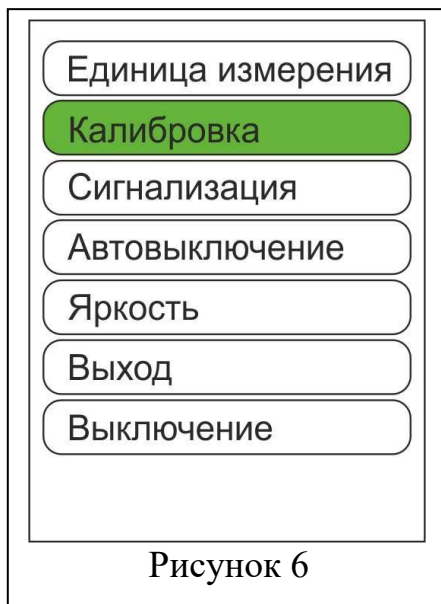 Единица измерения
Калибровка
Сигнализация
Автовыключение
Яркость
Выход
Выключение
Рисунок 6